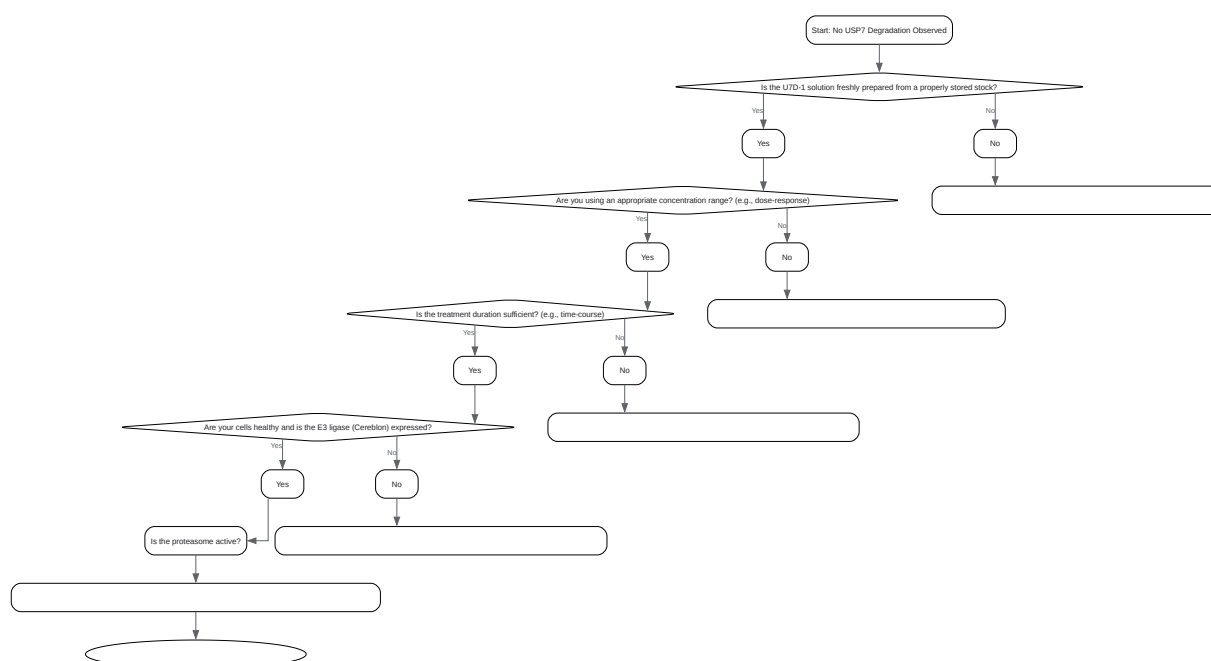 Start: No USP7 Degradation Observed
Is the U7D-1 solution freshly prepared from a properly stored stock?
Yes
No
Yes
No
Are you using an appropriate concentration range? (e.g., dose-response)
Yes
No
Yes
No
Is the treatment duration sufficient? (e.g., time-course)
Yes
No
Yes
No
Are your cells healthy and is the E3 ligase (Cereblon) expressed?
Yes
No
Yes
No
Is the proteasome active?